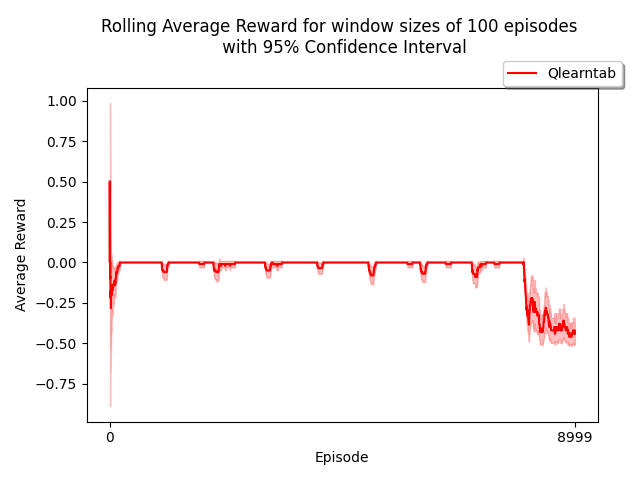 Rolling Average Reward for window sizes of 100 episodes
with 95% Confidence Interval
Qlearntab
1.00
0.75
0.50
0.25
0.00
−0.25
−0.50
−0.75
Average Reward
0 8999
Episode